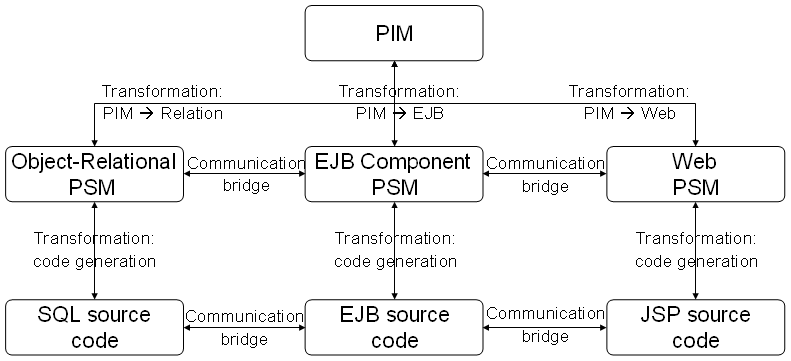 PIM
Transformation:
PIM → Relation
Transformation:
PIM → EJB
Transformation:
PIM → Web
Object-Relational
PSM
Communication
bridge
EJB Component
PSM
Communication
bridge
Web
PSM
Transformation:
code generation
Transformation:
code generation
Transformation:
code generation
SQL source
code
Communication
bridge
EJB source
code
Communication
bridge
JSP source
code